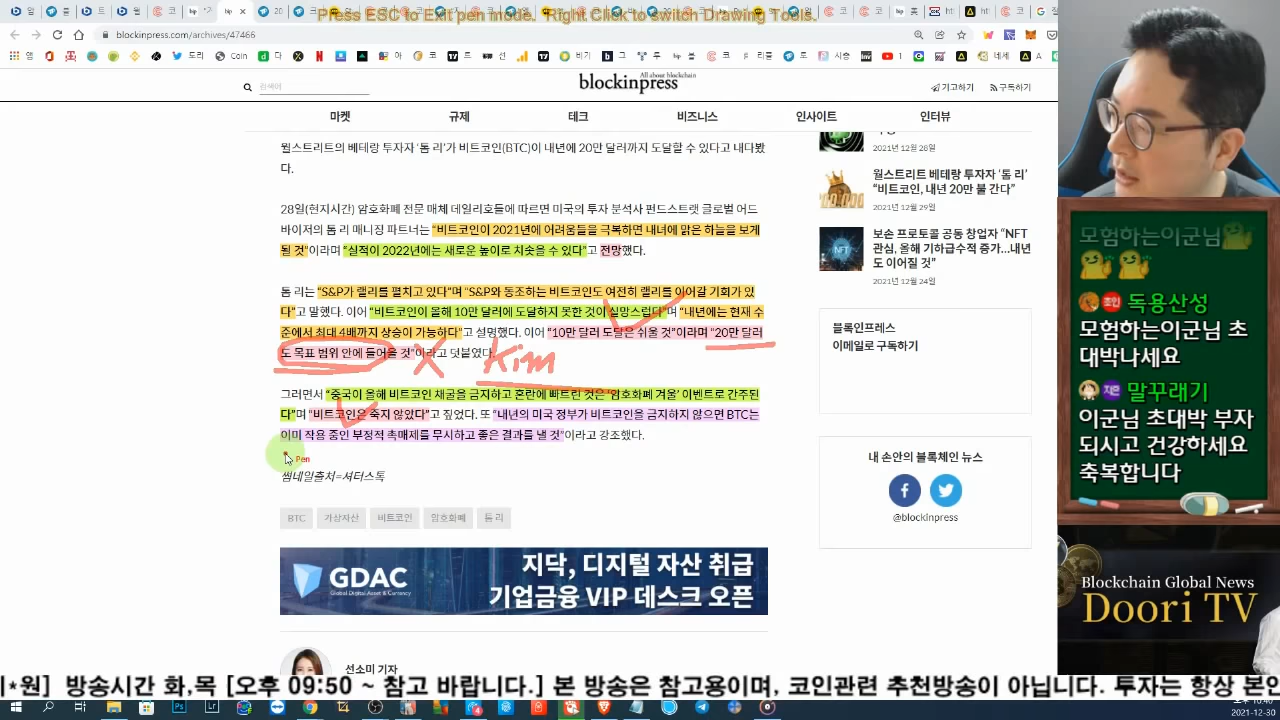 Press ESC to Exit pen mode. Right Click to switch Drawing Tools.
blockinpress.com/archives/47466
검색어
All about blockchain
blockinpress
기고하기
구독하기
마켓
규제
테크
비즈니스
인사이트
인터뷰
월스트리트의 베테랑 투자자 '톰 리'가 비트코인(BTC)이 내년에 20만 달러까지 도달할 수 있다고 내다봤
다.
28일(현지시간) 암호화폐 전문 매체 데일리호들에 따르면 미국의 투자 분석사 펀드스트랫 글로벌 어드
바이저의 톰 리 매니징 파트너는 "비트코인이 2021년에 어려움들을 극복하면 내녀에 맑은 하늘을 보게
될 것"이라며 "실적이 2022년에는 새로운 높이로 치솟을 수 있다"고 전망했다.
톰 리는 "S&P가 랠리를 펼치고 있다"며 "S&P와 동조하는 비트코인도 여전히 랠리를 이어갈 기회가 있
다"고 말했다. 이어 "비트코인이 올해 10만 달러에 도달하지 못한 것이 실망스럽다"며 "내년에는 현재 수
준에서 최대 4배까지 상승이 가능하다"고 설명했다. 이어 "10만 달러 도달은 쉬울 것"이라며 "20만 달러
도 목표 범위 안에 들어올 것"이라고 덧붙였다.
X Kim
그러면서 "중국이 올해 비트코인 채굴을 금지하고 혼란에 빠트린 것은 '암호화폐 겨울' 이벤트로 간주된
다"며 "비트코인은 죽지 않았다"고 짚었다. 또 "내년의 미국 정부가 비트코인을 금지하지 않으면 BTC는
이미 작용 중인 부정적 촉매제를 무시하고 좋은 결과를 낼 것"이라고 강조했다.
Pen
썸네일출처=셔터스톡
BTC
가상자산
비트코인
암호화폐
톰 리
GDAC
Global Digital Asset & Currency
지닥, 디지털 자산 취급
기업금융 VIP 데스크 오픈
선소미 기자
2021년 12월 28일
월스트리트 베테랑 투자자 '톰 리'
"비트코인, 내년 20만 불 간다"
2021년 12월 29일
NFT
보손 프로토콜 공동 창업자 "NFT
관심, 올해 기하급수적 증가...내년
도 이어질 것"
2021년 12월 24일
블록인프레스
이메일로 구독하기
내 손안의 블록체인 뉴스
@blockinpress
모험하는이군님
독용산성
모험하는이군님 초
대박나세요
말꾸래기
이군님 초대박 부자
되시고 건강하세요
축복합니다
Blockchain Global News
Doori TV
방송시간 화,목 [오후 09:50 ~ 참고 바랍니다.] 본 방송은 참고용이며, 코인관련 추천방송이 아닙니다. 투자는 항상 본인
2021-12-30